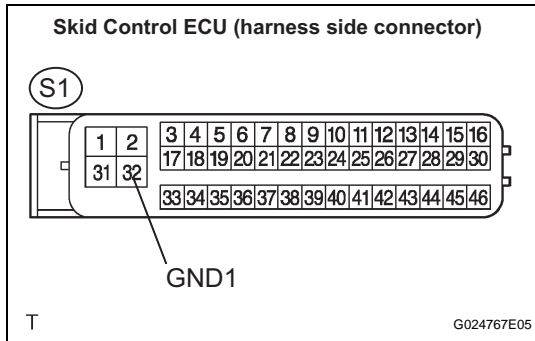 Skid Control ECU (harness side connector)
S1
1 2 3 4 5 6 7 8 9 10 11 12 13 14 15 16
17 18 19 20 21 22 23 24 25 26 27 28 29 30
31 32
33 34 35 36 37 38 39 40 41 42 43 44 45 46
GND1
T G024767E05